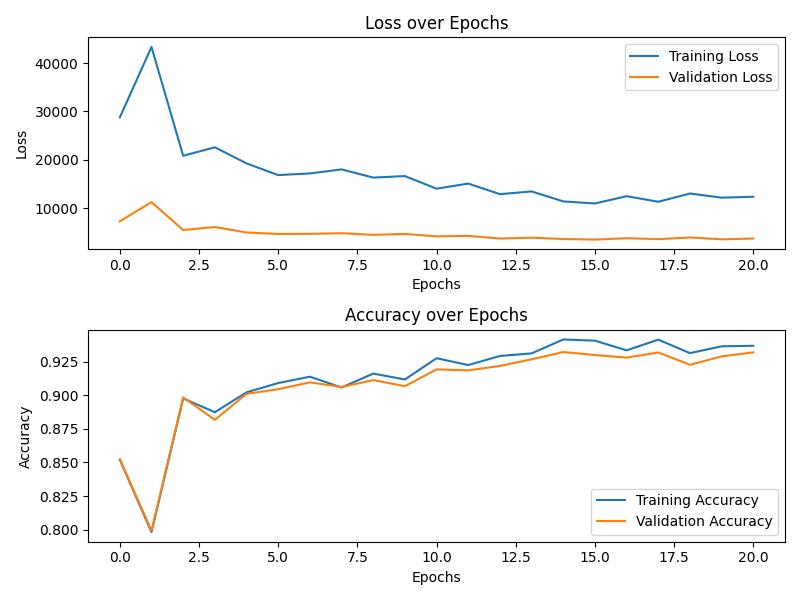 Loss over Epochs
Training Loss
Validation Loss
40000
30000
20000
10000
Loss
0.0 2.5 5.0 7.5 10.0 12.5 15.0 17.5 20.0
Epochs
Accuracy over Epochs
0.925
0.900
0.875
0.850
0.825
0.800
Accuracy
Training Accuracy
Validation Accuracy
0.0 2.5 5.0 7.5 10.0 12.5 15.0 17.5 20.0
Epochs